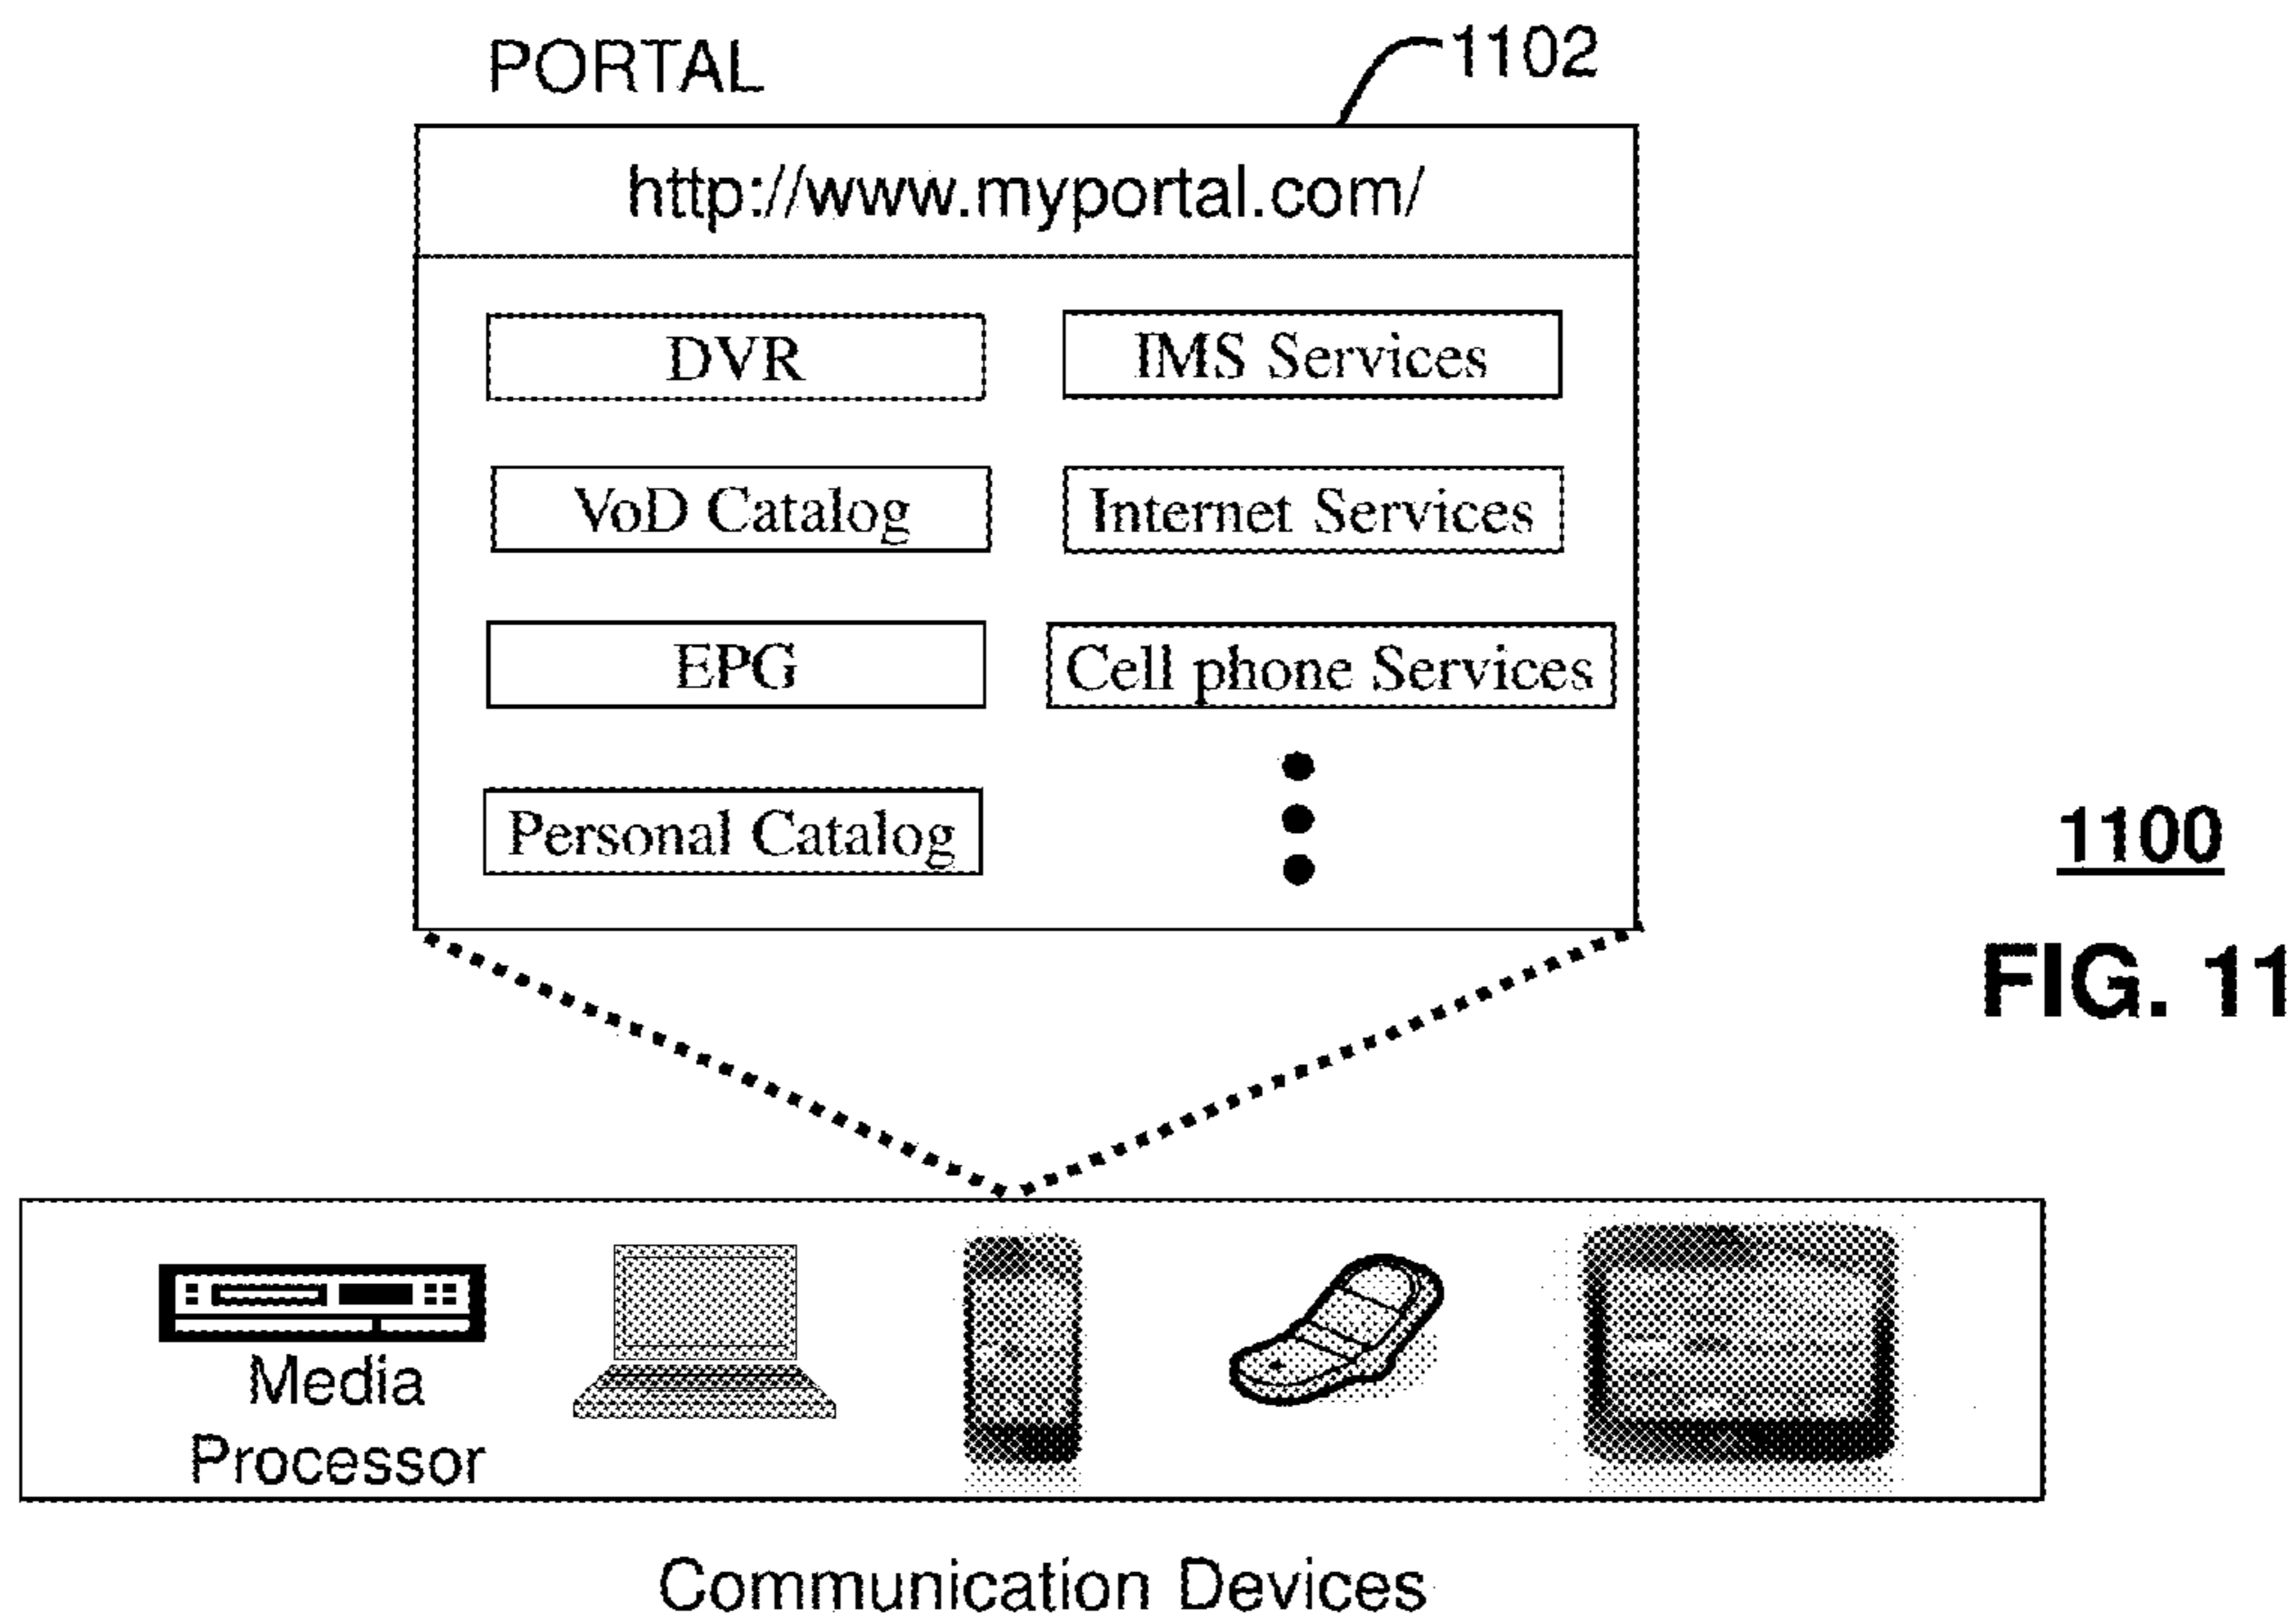 PORTAL
1102
http://www.myportal.com/
DVR
IMS Services
VoD Catalog
Internet Services
EPG
Cell phone Services
Personal Catalog
1100
FIG. 11
Media
Processor
Communication Devices